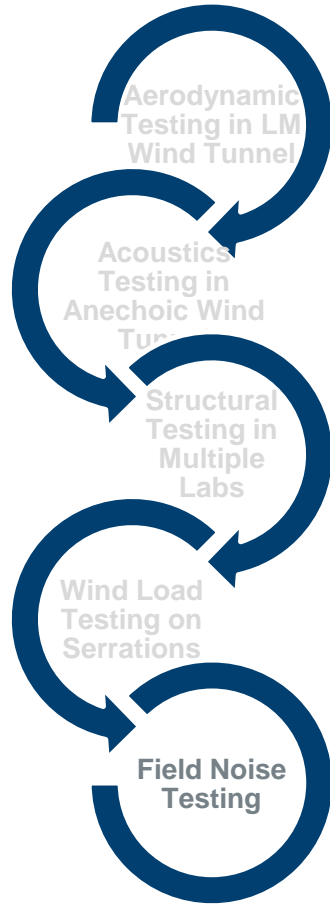 Aerodynamic
Testing in LM
Wind Tunnel
Acoustics
Testing in
Anechoic Wind
Structural
Testing in
Multiple
Labs
Wind Load
Testing on
Serrations
Field Noise
Testing